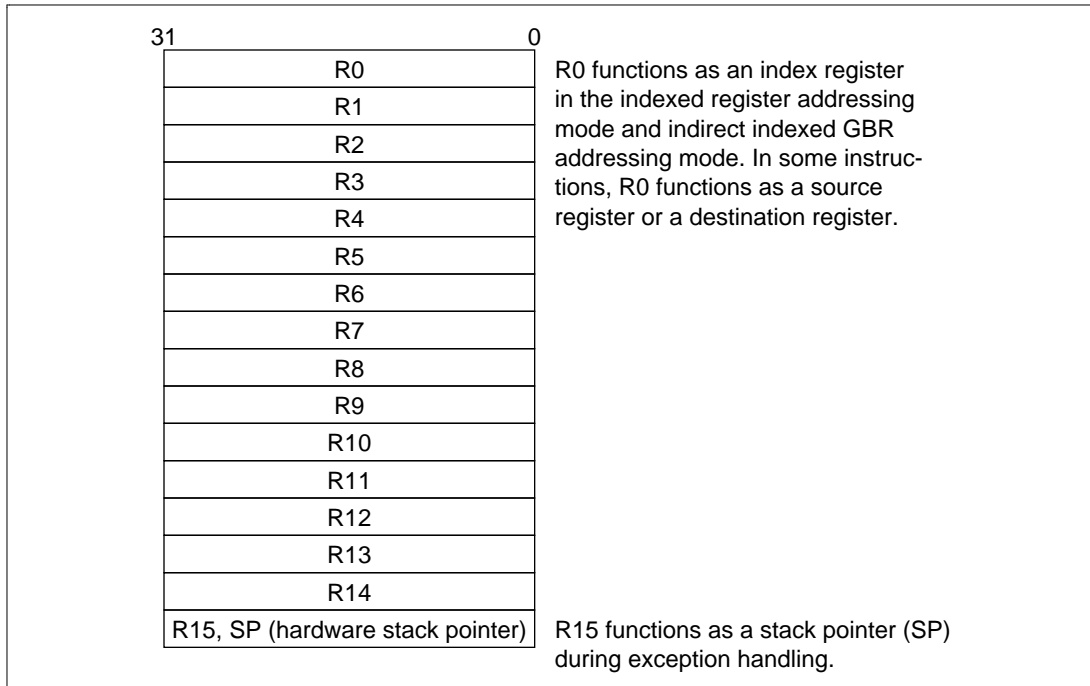 31 0
R0
R0 functions as an index register
in the indexed register addressing
mode and indirect indexed GBR
addressing mode. In some instruc-
tions, R0 functions as a source
register or a destination register.
R1
R2
R3
R4
R5
R6
R7
R8
R9
R10
R11
R12
R13
R14
R15, SP (hardware stack pointer)
R15 functions as a stack pointer (SP)
during exception handling.